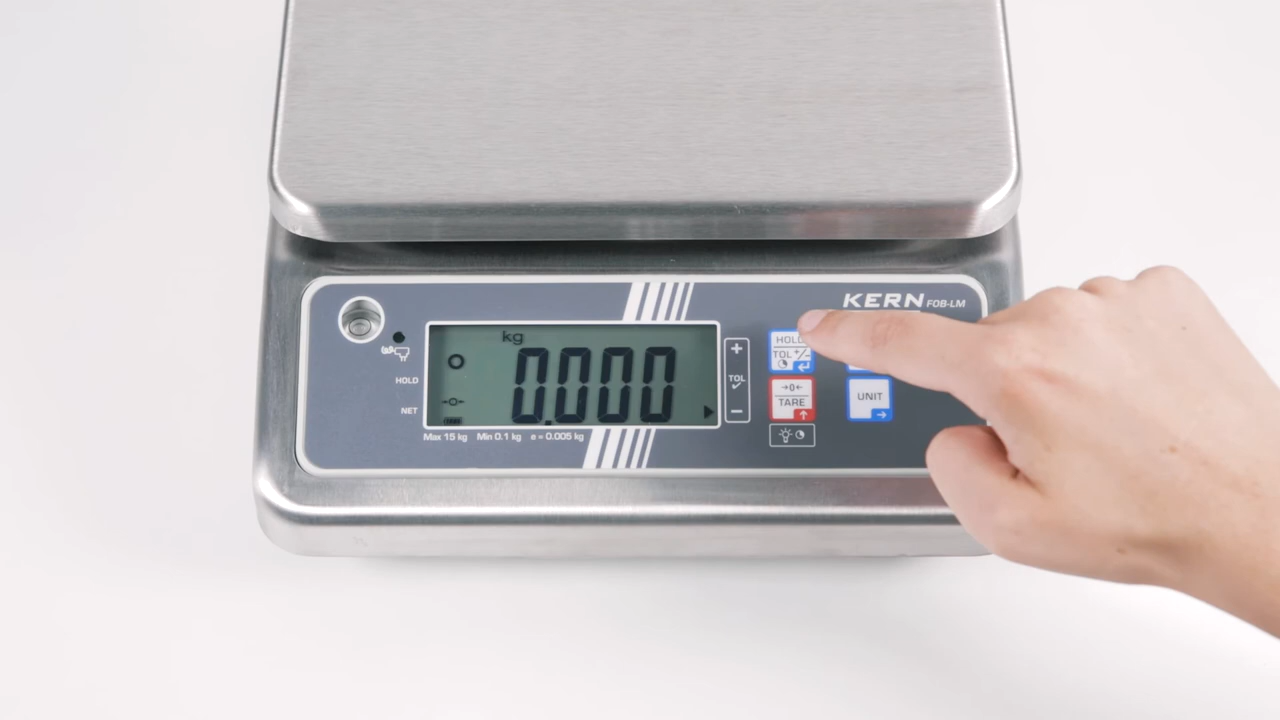 KERN FOB-LM
kg
0.000
HOLD
NET
+
TOL
−
HOLD
TOL +/-
→0←
TARE
UNIT
Max 15 kg Min 0.1 kg e = 0.005 kg